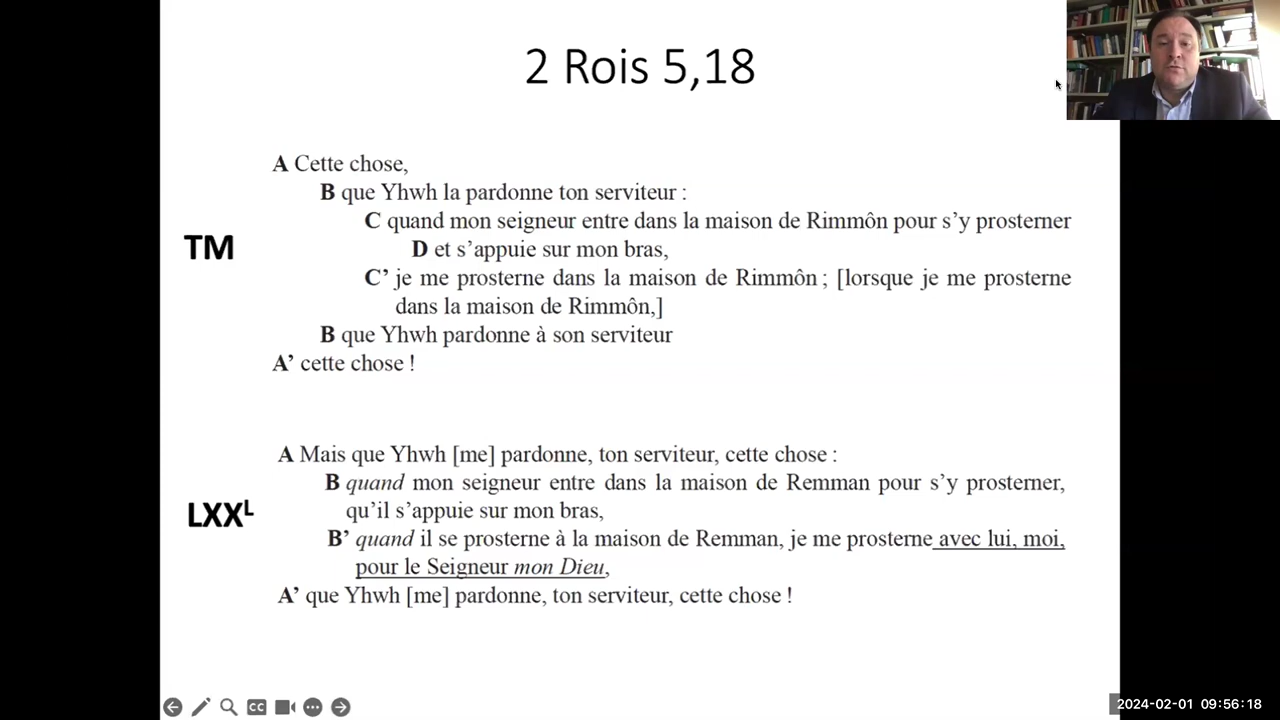 2 Rois 5,18
TM
A Cette chose,
B que Yhwh la pardonne ton serviteur :
C quand mon seigneur entre dans la maison de Rimmôn pour s’y prosterner
D et s’appuie sur mon bras,
C’ je me prosterne dans la maison de Rimmôn ; [lorsque je me prosterne
dans la maison de Rimmôn,]
B que Yhwh pardonne à son serviteur
A’ cette chose !
LXXᴸ
A Mais que Yhwh [me] pardonne, ton serviteur, cette chose :
B quand mon seigneur entre dans la maison de Remman pour s’y prosterner,
qu’il s’appuie sur mon bras,
B’ quand il se prosterne à la maison de Remman, je me prosterne avec lui, moi,
pour le Seigneur mon Dieu,
A’ que Yhwh [me] pardonne, ton serviteur, cette chose !
CC
2024-02-01 09:56:18